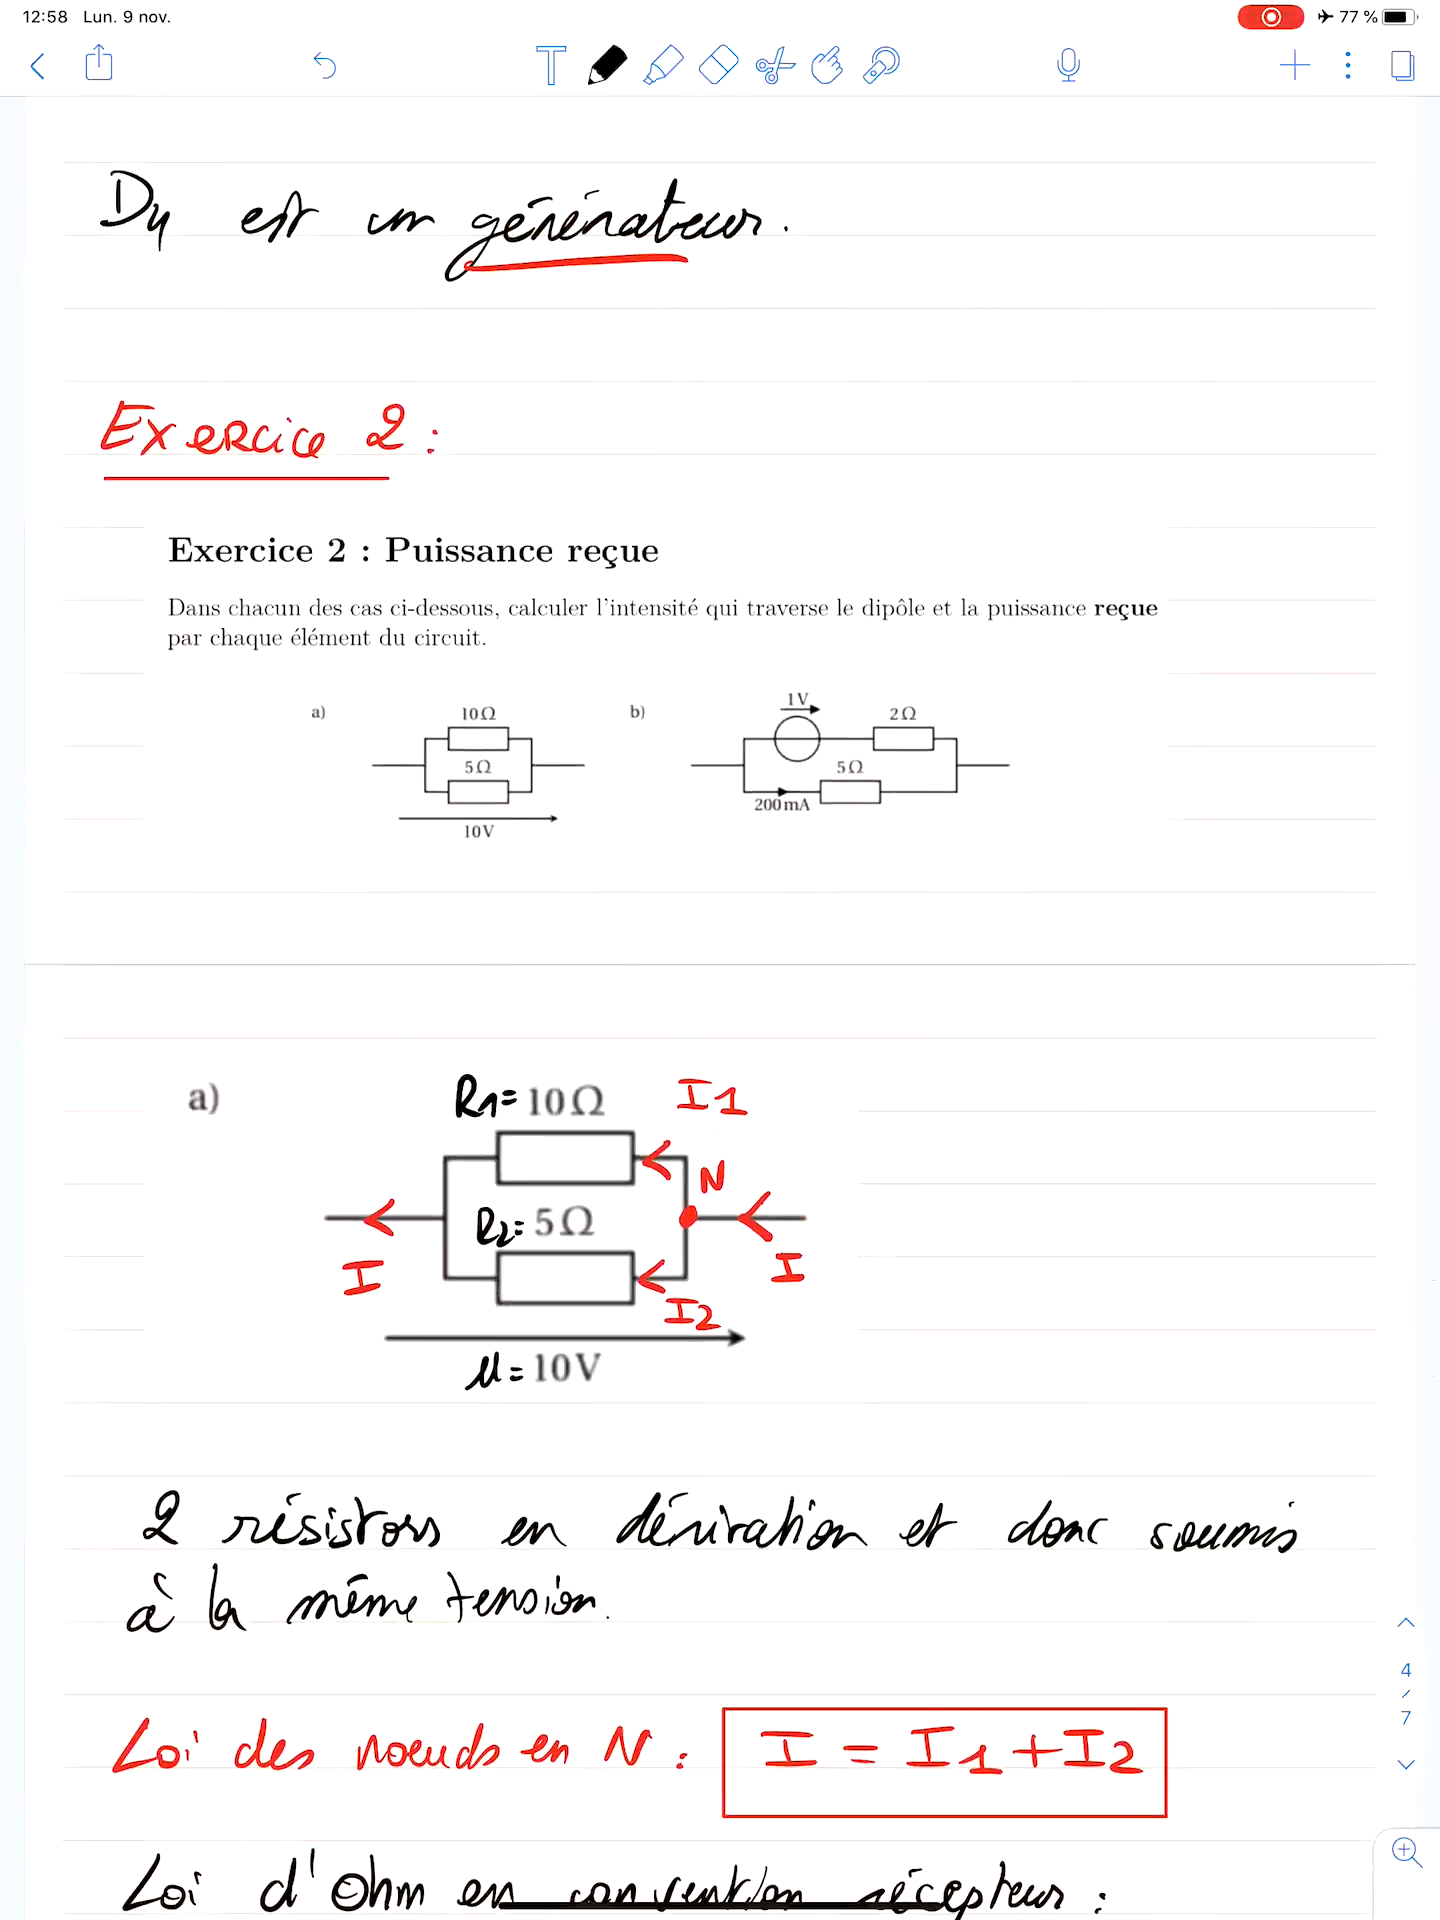 12:58 Lun. 9 nov.
77 %
D4 est un générateur.
Exercice 2 :
Exercice 2 : Puissance reçue
Dans chacun des cas ci-dessous, calculer l'intensité qui traverse le dipôle et la puissance reçue
par chaque élément du circuit.
a)
10Ω
5Ω
10V
b)
1V
2Ω
5Ω
200mA
a)
R1= 10Ω
I1
N
R2= 5Ω
I
I
I2
U= 10V
2 résistors en dérivation et donc soumis
à la même tension.
Loi des noeuds en N : I = I1+I2
Loi d'Ohm en convention récepteur :
4
/
7